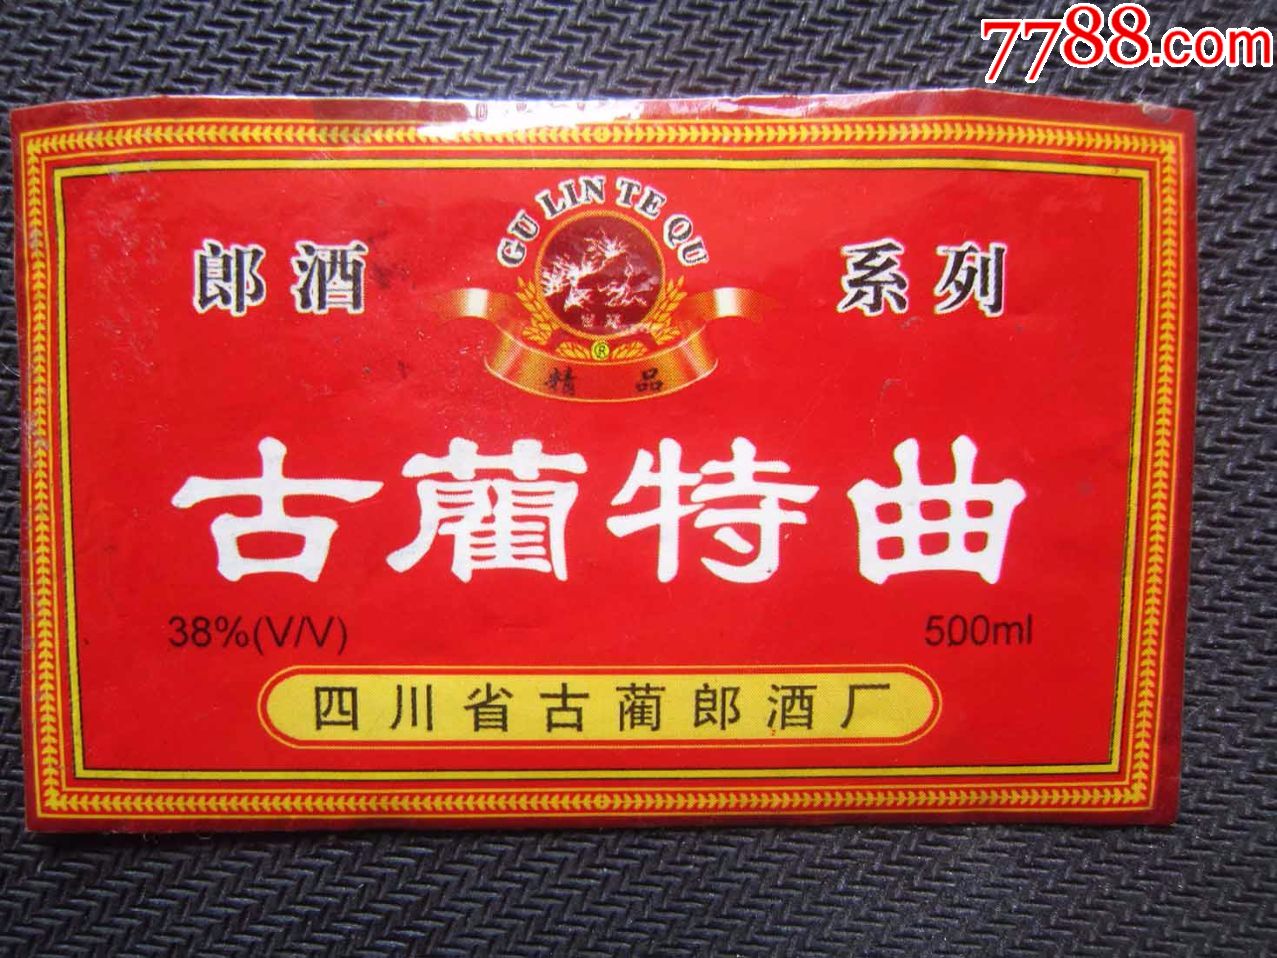 7788.com
GU LIN TE QU
郎酒 系列
®
精品
古蔺特曲
38%(V/V) 500ml
四川省古蔺郎酒厂